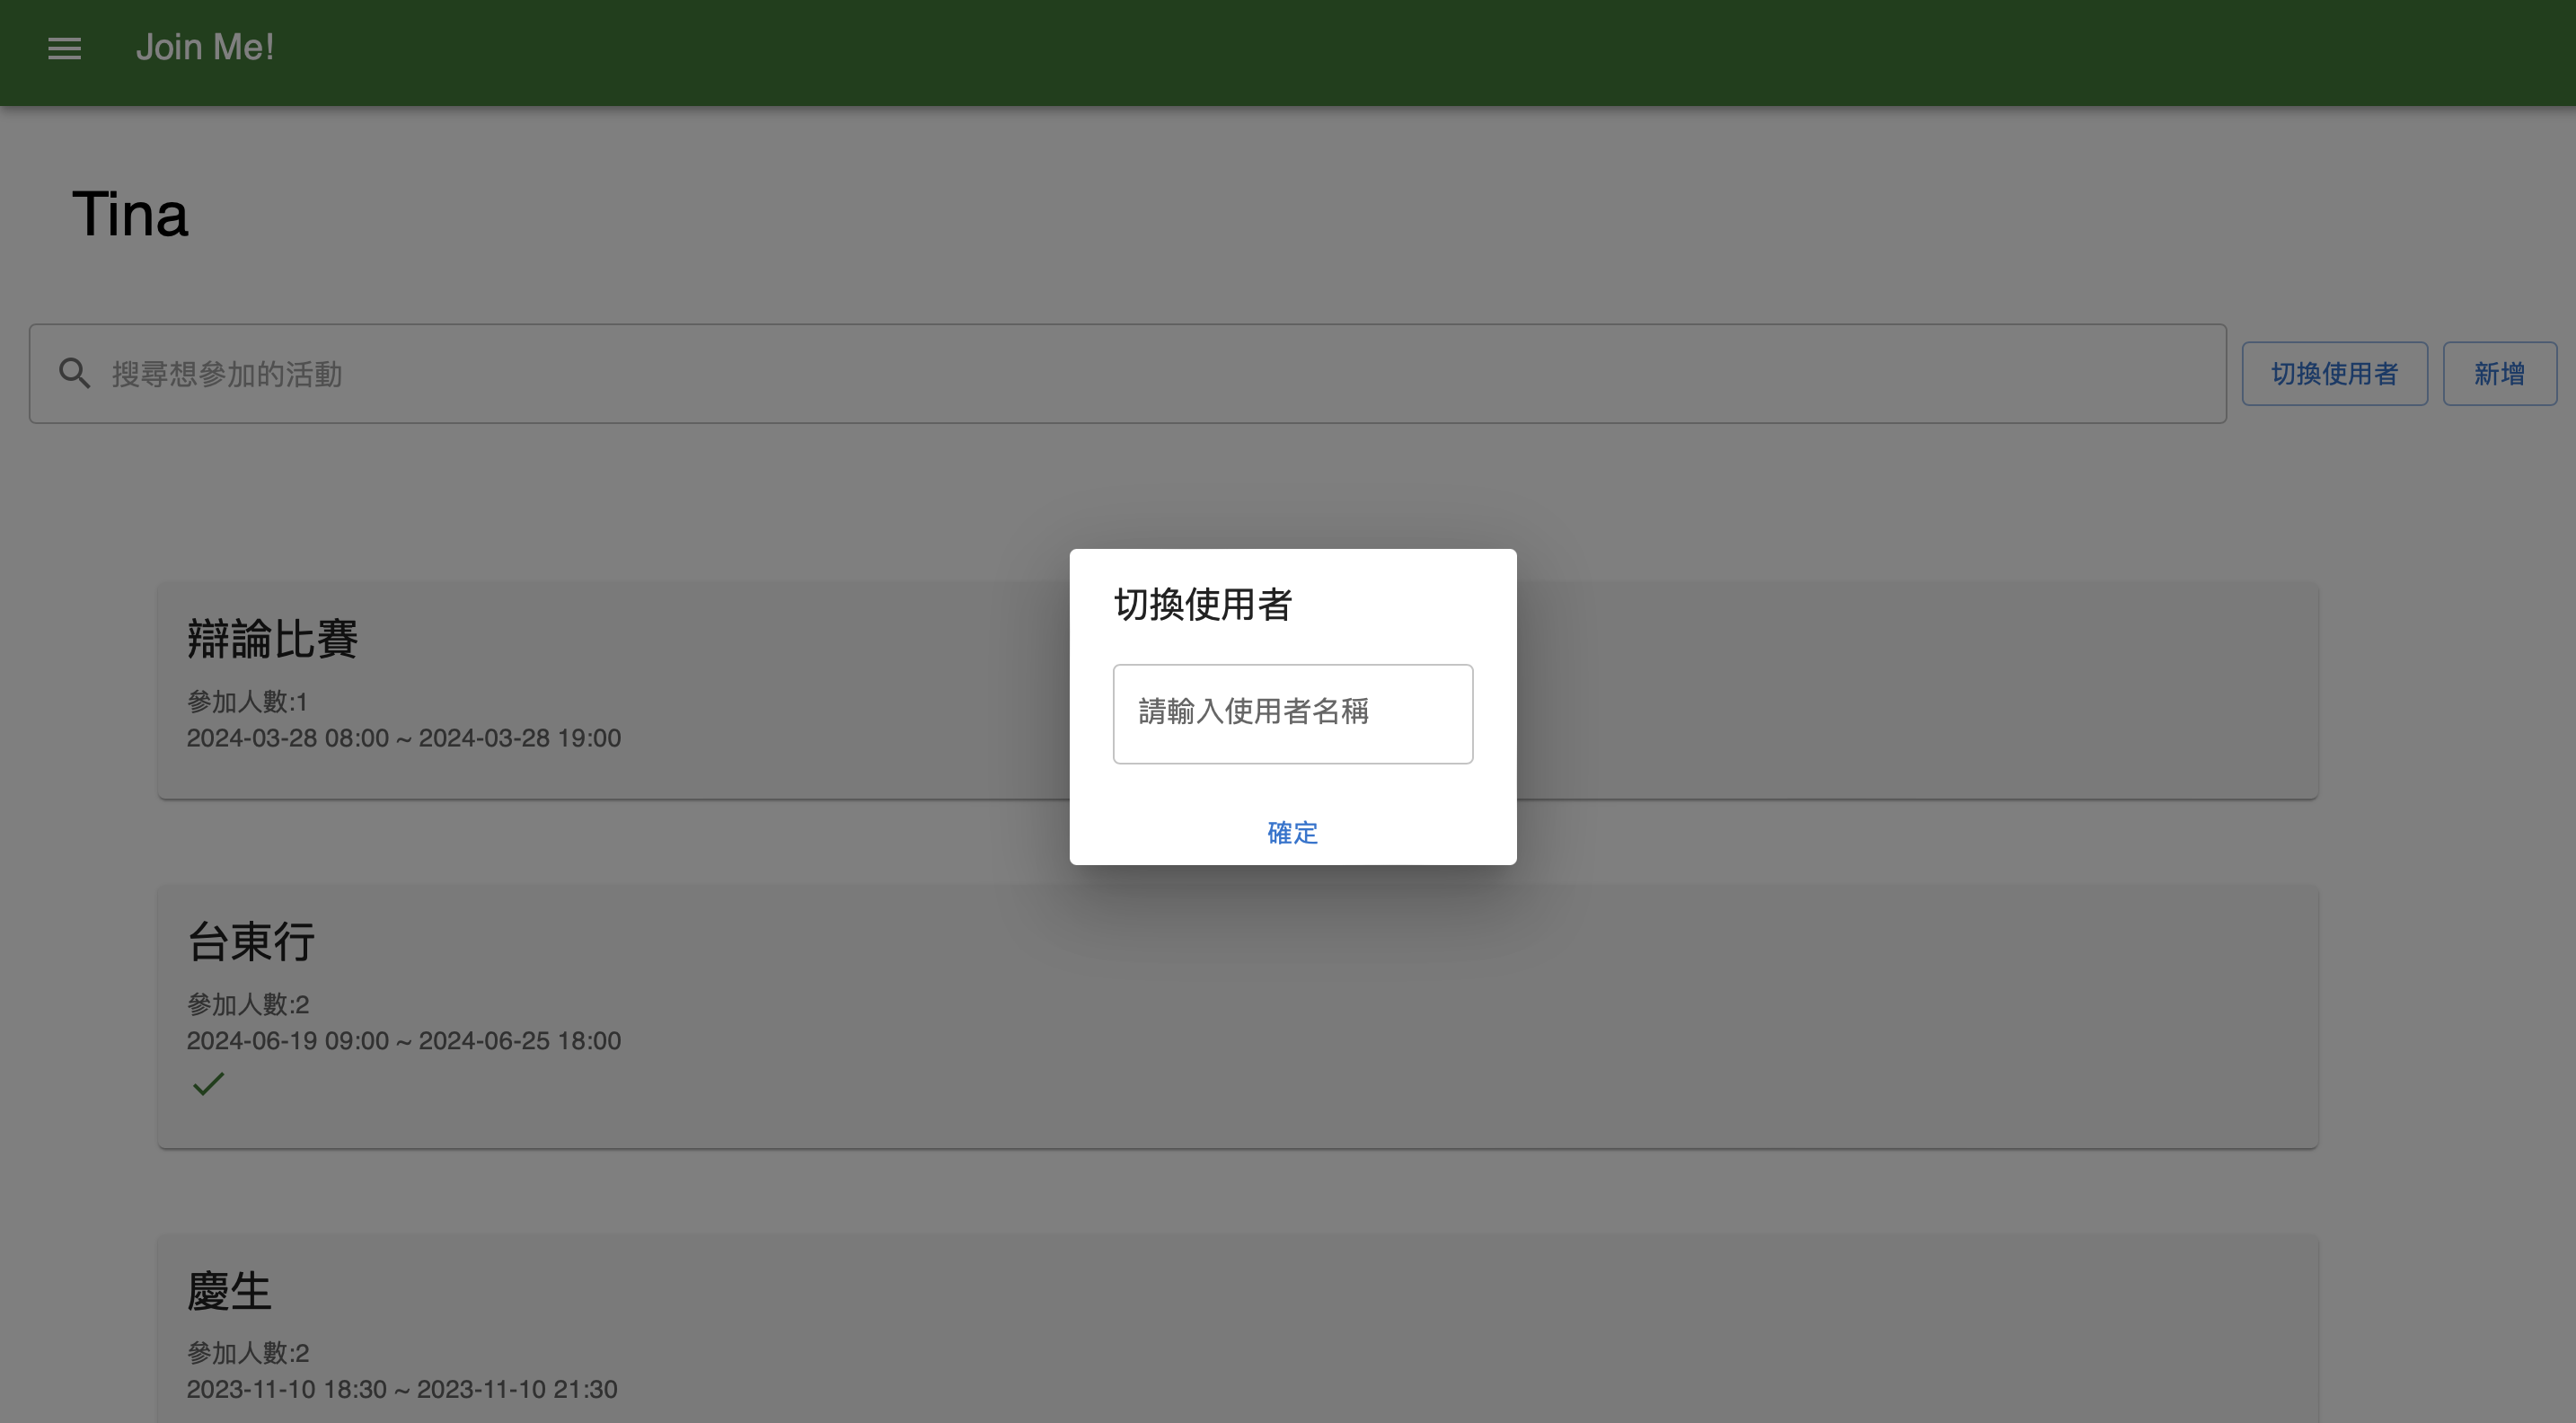 Join Me!
Tina
搜尋想參加的活動
切換使用者
新增
切換使用者
請輸入使用者名稱
確定
辯論比賽
參加人數:1
2024-03-28 08:00 ~ 2024-03-28 19:00
台東行
參加人數:2
2024-06-19 09:00 ~ 2024-06-25 18:00
慶生
參加人數:2
2023-11-10 18:30 ~ 2023-11-10 21:30